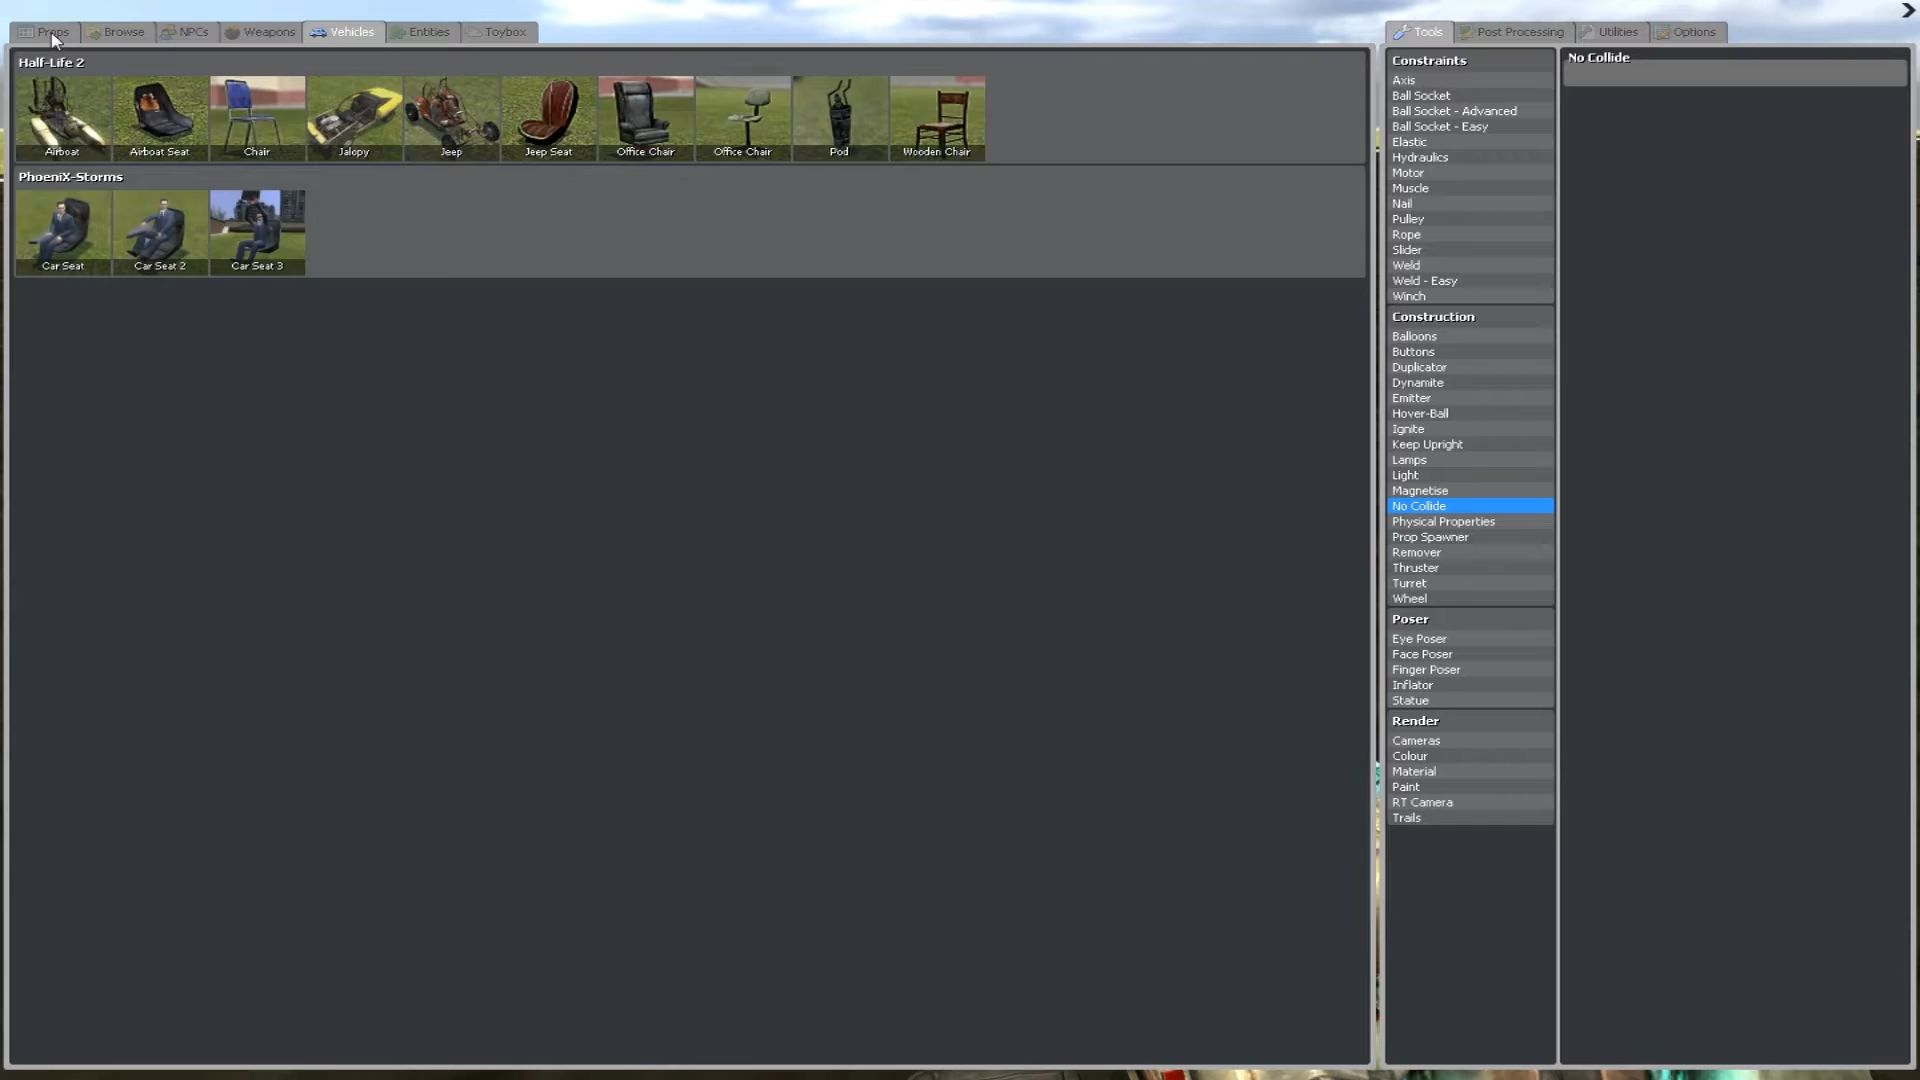 Props Browse NPCs Weapons Vehicles Entities Toybox
Half-Life 2
Airboat Airboat Seat Chair Jalopy Jeep Jeep Seat Office Chair Office Chair Pod Wooden Chair
PhoeniX-Storms
Car Seat Car Seat 2 Car Seat 3
Tools Post Processing Utilities Options
Constraints
Axis
Ball Socket
Ball Socket - Advanced
Ball Socket - Easy
Elastic
Hydraulics
Motor
Muscle
Nail
Pulley
Rope
Slider
Weld
Weld - Easy
Winch
Construction
Balloons
Buttons
Duplicator
Dynamite
Emitter
Hover-Ball
Ignite
Keep Upright
Lamps
Light
Magnetise
No Collide
Physical Properties
Prop Spawner
Remover
Thruster
Turret
Wheel
Poser
Eye Poser
Face Poser
Finger Poser
Inflator
Statue
Render
Cameras
Colour
Material
Paint
RT Camera
Trails
No Collide